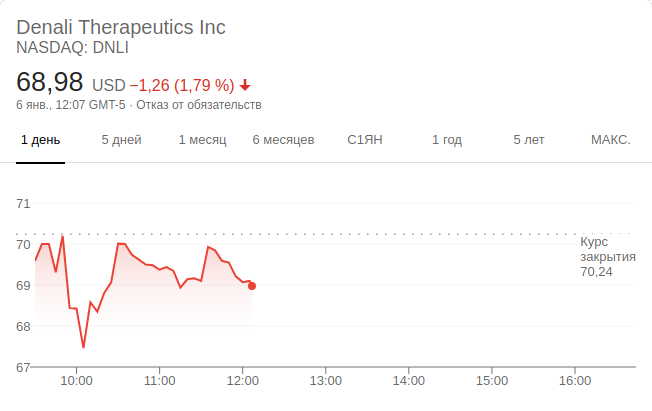 Denali Therapeutics Inc
NASDAQ: DNLI
68,98 USD −1,26 (1,79 %)
6 янв., 12:07 GMT-5 · Отказ от обязательств
1 день 5 дней 1 месяц 6 месяцев С1ЯН 1 год 5 лет МАКС.
71
70
69
68
67
Курс
закрытия
70,24
10:00 11:00 12:00 13:00 14:00 15:00 16:00